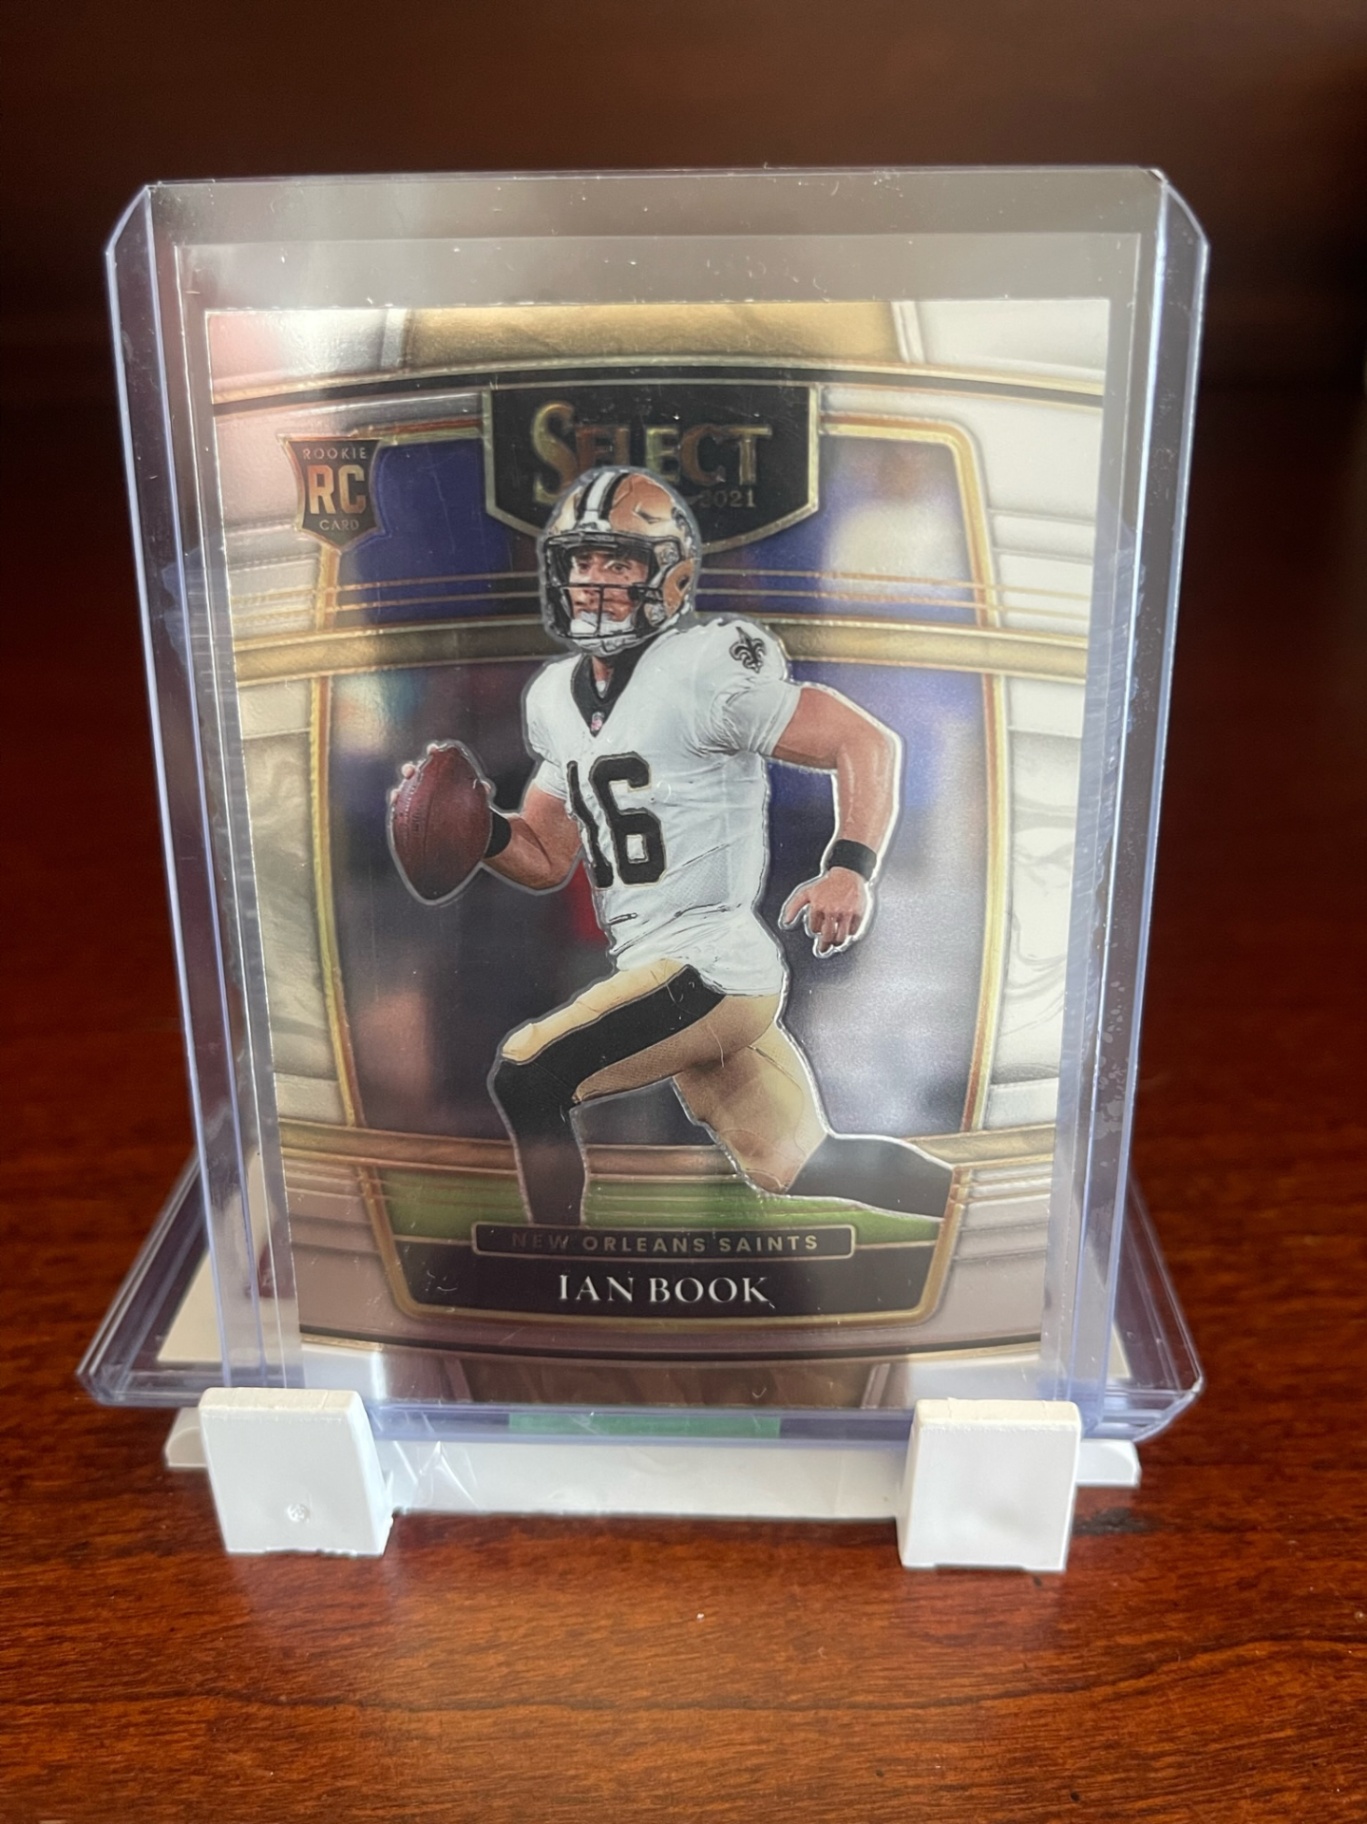 SELECT
2021
ROOKIE
RC
CARD
16
NEW ORLEANS SAINTS
IAN BOOK